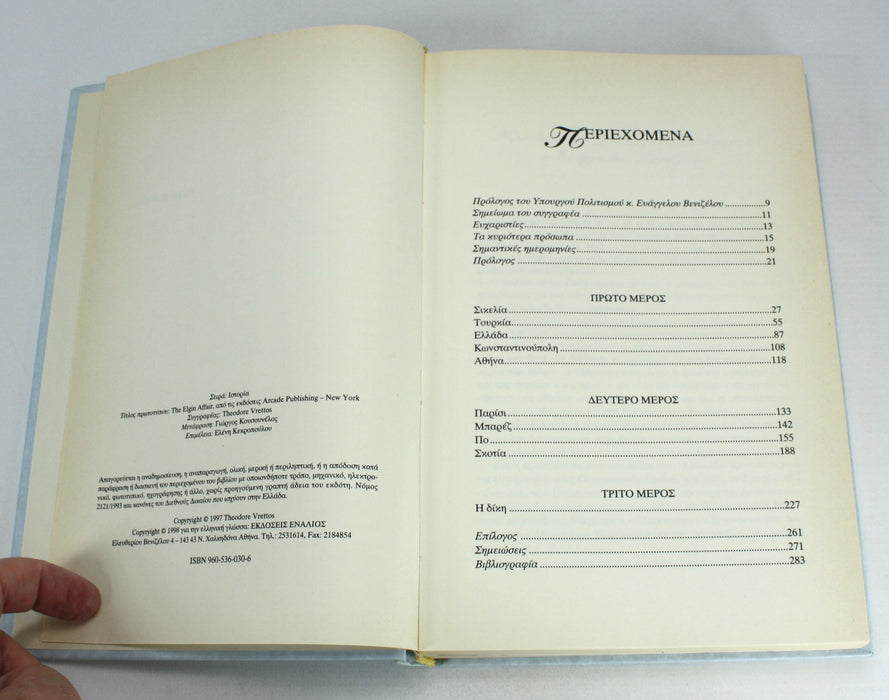 Σειρά: Ιστορία
Τίτλος πρωτοτύπου: The Elgin Affair, από τις εκδόσεις Arcade Publishing – New York
Συγγραφέας: Theodore Vrettos
Μετάφραση: Γιώργος Κουσουνέλος
Επιμέλεια: Ελένη Κεκροπούλου
Απαγορεύεται η αναδημοσίευση, η αναπαραγωγή, ολική, μερική ή περιληπτική, ή η απόδοση κατά
παράφραση ή διασκευή του περιεχομένου του βιβλίου με οποιονδήποτε τρόπο, μηχανικό, ηλεκτρο-
νικό, φωτοτυπικό, ηχογράφησης ή άλλο, χωρίς προηγούμενη γραπτή άδεια του εκδότη. Νόμος
2121/1993 και κανόνες του Διεθνούς Δικαίου που ισχύουν στην Ελλάδα.
Copyright © 1997 Theodore Vrettos
Copyright © 1998 για την ελληνική γλώσσα: ΕΚΔΟΣΕΙΣ ΕΝΑΛΙΟΣ
Ελευθερίου Βενιζέλου 4 – 143 43 Ν. Χαλκηδόνα Αθήνα. Τηλ.: 2531614, Fax: 2184854
ISBN 960-536-030-6
ΠΕΡΙΕΧΟΜΕΝΑ
Πρόλογος του Υπουργού Πολιτισμού κ. Ευάγγελου Βενιζέλου ................9
Σημείωμα του συγγραφέα ................11
Ευχαριστίες................13
Τα κυριότερα πρόσωπα ................15
Σημαντικές ημερομηνίες................19
Πρόλογος ................21
ΠΡΩΤΟ ΜΕΡΟΣ
Σικελία................27
Τουρκία................55
Ελλάδα................87
Κωνσταντινούπολη ................108
Αθήνα................118
ΔΕΥΤΕΡΟ ΜΕΡΟΣ
Παρίσι ................133
Μπαρέζ ................142
Πο ................155
Σκοτία ................188
ΤΡΙΤΟ ΜΕΡΟΣ
Η δίκη ................227
Επίλογος ................261
Σημειώσεις ................271
Βιβλιογραφία ................283